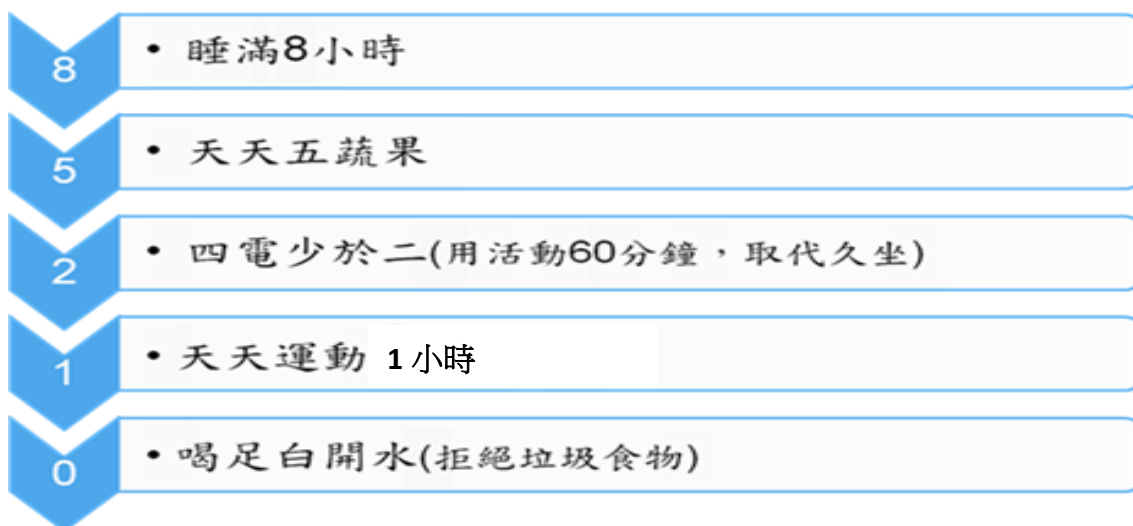 8
• 睡滿8小時
5
• 天天五蔬果
2
• 四電少於二(用活動60分鐘，取代久坐)
1
• 天天運動 1 小時
0
• 喝足白開水(拒絕垃圾食物)